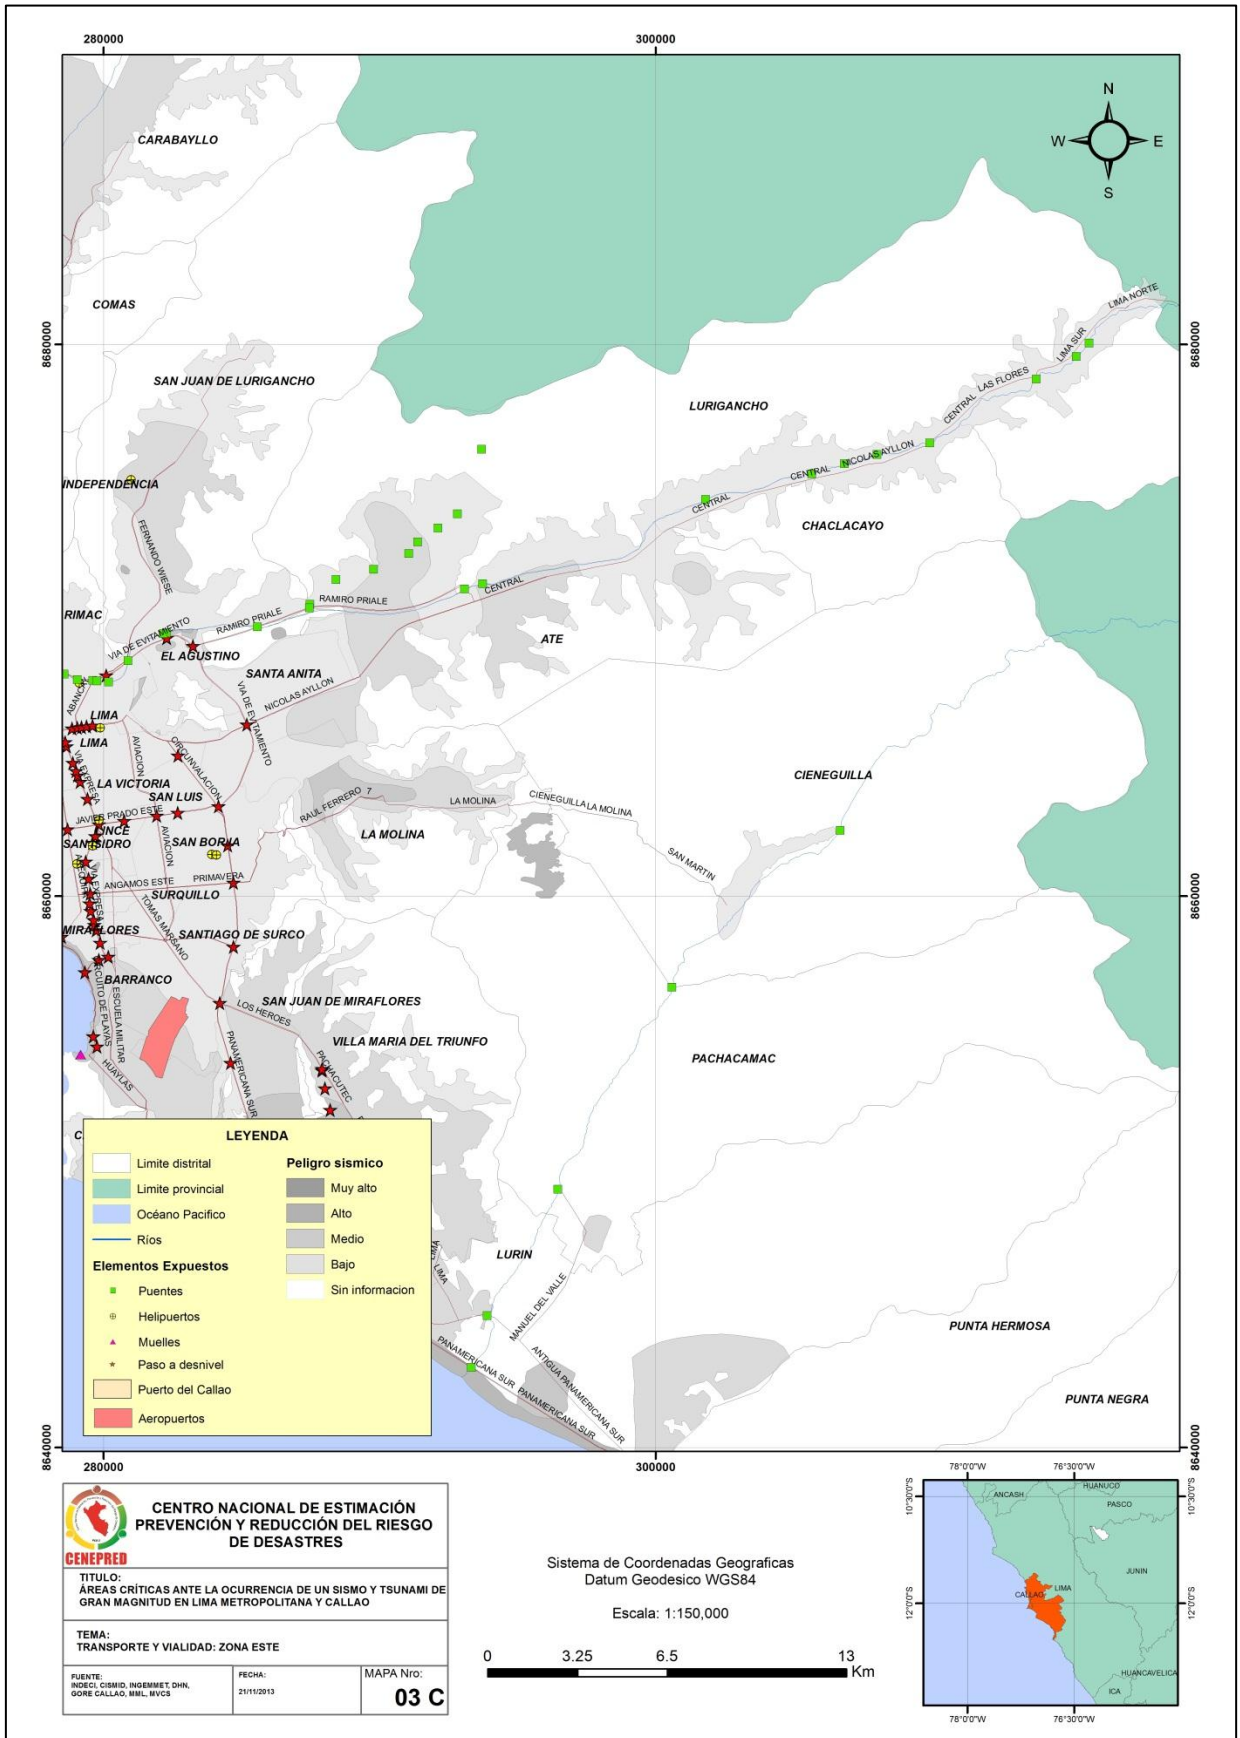 280000
300000
N
W
E
S
CARABAYLLO
COMAS
LIMA NORTE
LIMA SUR
8680000
8680000
SAN JUAN DE LURIGANCHO
LAS FLORES
CENTRAL
LURIGANCHO
NICOLAS AYLLON
CENTRAL
INDEPENDENCIA
CENTRAL
CHACLACAYO
FERNANDO WIESE
CENTRAL
RAMIRO PRIALE
RIMAC
RAMIRO PRIALE
VIA DE EVITAMIENTO
ATE
EL AGUSTINO
SANTA ANITA
NICOLAS AYLLON
VIA DE EVITAMIENTO
LIMA
LIMA
AVIACION
CIRCUNVALACION
VIA EXPRESA
CIENEGUILLA
LA VICTORIA
SAN LUIS
RAUL FERRERO
7
LA MOLINA
CIENEGUILLA LA MOLINA
JAVIER PRADO ESTE
LINCE
LA MOLINA
SAN ISIDRO
SAN BORJA
AVIACION
SAN MARTIN
VIA EXPRESA
ANGAMOS ESTE
PRIMAVERA
SURQUILLO
8660000
8660000
TOMAS MARSANO
MIRAFLORES
SANTIAGO DE SURCO
BARRANCO
ESCUELA MILITAR
SAN JUAN DE MIRAFLORES
LOS HEROES
VILLA MARIA DEL TRIUNFO
PACHACAMAC
PANAMERICANA SUR
PACHACUTEC
HUAYLAS
LEYENDA
Limite distrital
Limite provincial
Océano Pacifico
Ríos
Elementos Expuestos
Puentes
Helipuertos
Muelles
Paso a desnivel
Puerto del Callao
Aeropuertos
Peligro sismico
Muy alto
Alto
Medio
Bajo
Sin informacion
LIMA
LIMA
LURIN
MANUEL DEL VALLE
PUNTA HERMOSA
PANAMERICANA SUR
ANTIGUA PANAMERICANA SUR
PANAMERICANA SUR
PUNTA NEGRA
8640000
8640000
280000
300000
CENEPRED
CENTRO NACIONAL DE ESTIMACIÓN
PREVENCIÓN Y REDUCCIÓN DEL RIESGO
DE DESASTRES
TITULO:
ÁREAS CRÍTICAS ANTE LA OCURRENCIA DE UN SISMO Y TSUNAMI DE
GRAN MAGNITUD EN LIMA METROPOLITANA Y CALLAO
TEMA:
TRANSPORTE Y VIALIDAD: ZONA ESTE
FUENTE:
INDECI, CISMID, INGEMMET, DHN,
GORE CALLAO, MML, MVCS
FECHA:
21/11/2013
MAPA Nro:
03 C
Sistema de Coordenadas Geograficas
Datum Geodesico WGS84
Escala: 1:150,000
0 3.25 6.5 13
Km
78°0'0"W 76°30'0"W
10°30'0"S
10°30'0"S
12°0'0"S
12°0'0"S
ANCASH
HUANUCO
PASCO
JUNIN
CALLAO
LIMA
HUANCAVELICA
ICA
78°0'0"W 76°30'0"W